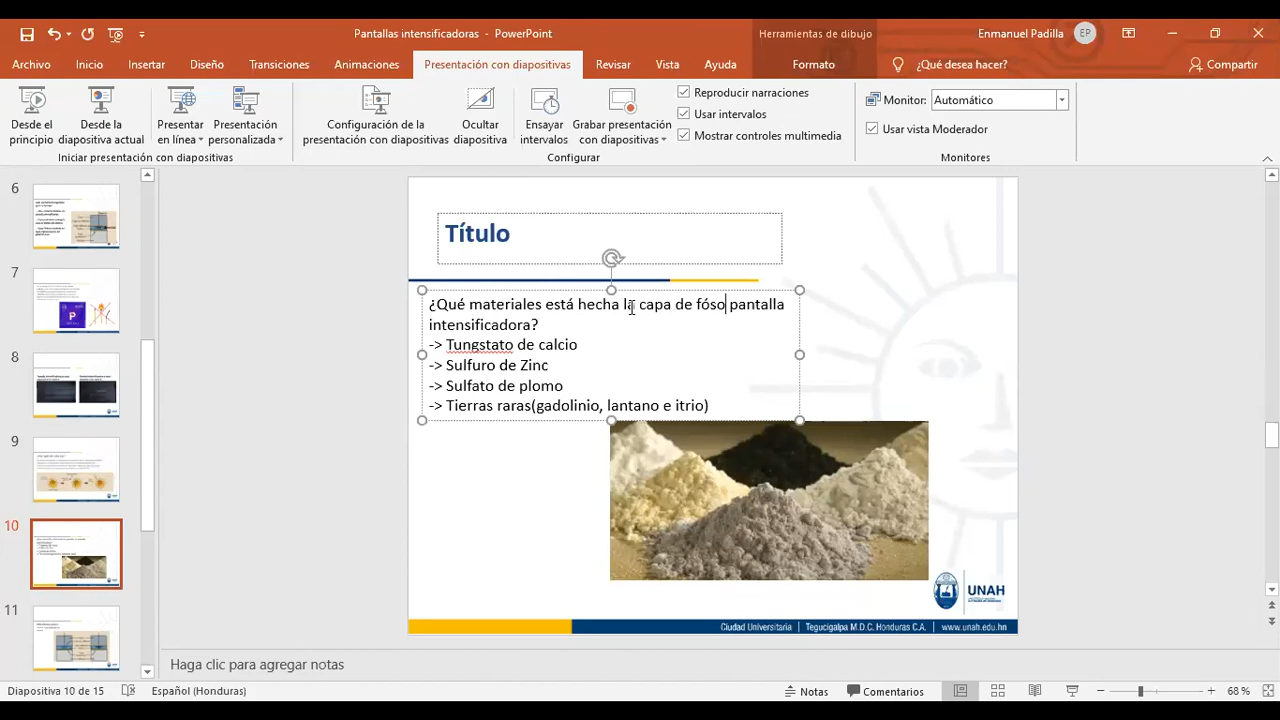 Pantallas intensificadoras - PowerPoint
Herramientas de dibujo
Emmanuel Padilla
EP
Archivo
Inicio
Insertar
Diseño
Transiciones
Animaciones
Presentación con diapositivas
Revisar
Vista
Ayuda
Formato
¿Qué desea hacer?
Compartir
Desde el principio
Desde la diapositiva actual
Presentar en línea
Presentación personalizada
Iniciar presentación con diapositivas
Configuración de la presentación con diapositivas
Ocultar diapositiva
Ensayar intervalos
Grabar presentación con diapositivas
Reproducir narraciones
Usar intervalos
Mostrar controles multimedia
Configurar
Monitor:
Automático
Usar vista Moderador
Monitores
6
7
P
8
9
10
11
Título
¿Qué materiales está hecha la capa de fóso pantalla
intensificadora?
-> Tungstato de calcio
-> Sulfuro de Zinc
-> Sulfato de plomo
-> Tierras raras(gadolinio, lantano e itrio)
UNAH
Ciudad Universitaria | Tegucigalpa M.D.C. Honduras C.A. | www.unah.edu.hn
Haga clic para agregar notas
Diapositiva 10 de 15
Español (Honduras)
Notas
Comentarios
68 %